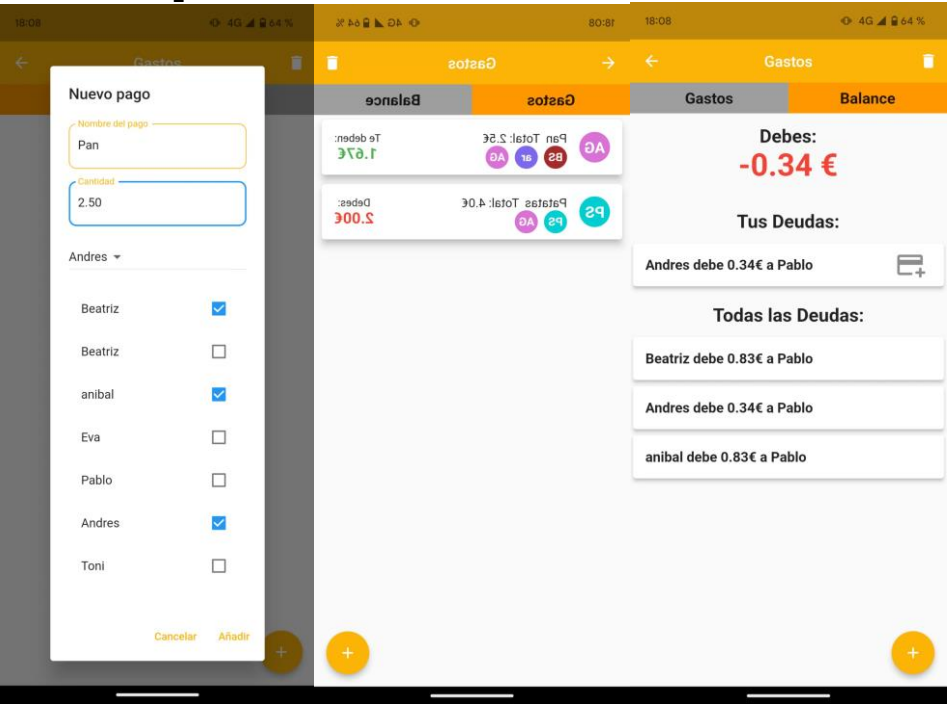 18:08 4G 64 %
Gastos
Nuevo pago
Nombre del pago
Pan
Cantidad
2.50
Andres
Beatriz
Beatriz
anibal
Eva
Pablo
Andres
Toni
Cancelar Añadir
+
18:08 4G 64 %
Gastos
Gastos Balance
AG
Pan Total: 2.5€
BS ar AG
Te deben:
1.67€
PS
Patatas Total: 4.0€
PS AG
Debes:
2.00€
+
18:08 4G 64 %
Gastos
Gastos Balance
Debes:
-0.34 €
Tus Deudas:
Andres debe 0.34€ a Pablo
Todas las Deudas:
Beatriz debe 0.83€ a Pablo
Andres debe 0.34€ a Pablo
anibal debe 0.83€ a Pablo
+